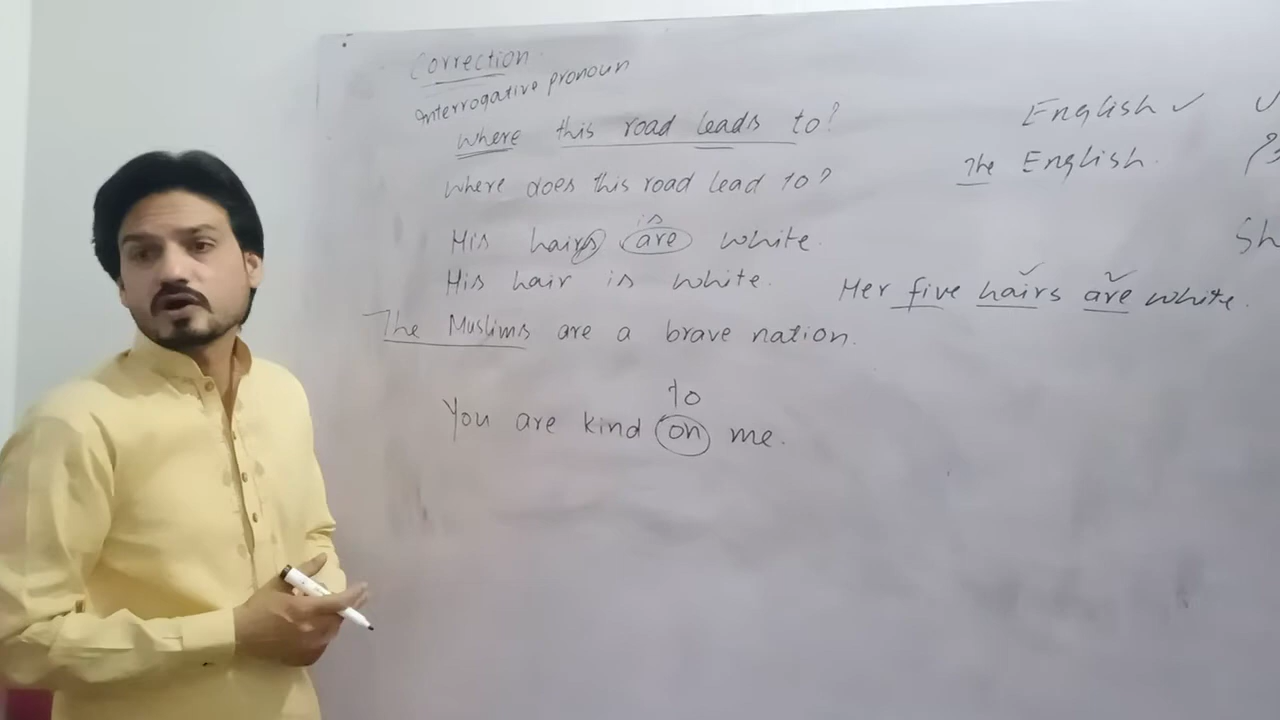 Correction
interrogative pronoun
where this road leads to?
where does this road lead to?
is
His hairs are white.
His hair is white.
Her five hairs are white.
The Muslims are a brave nation.
to
You are kind on me.
English ✓
The English.
Sh